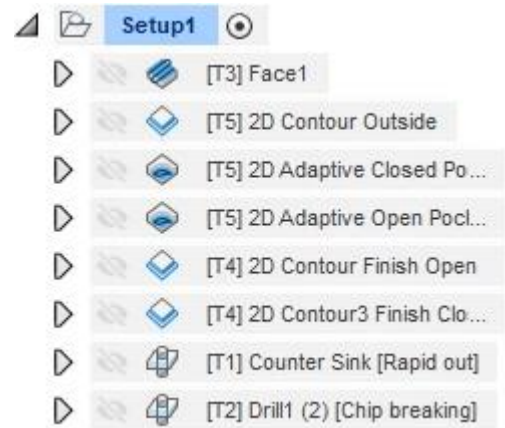 Setup1
[T3] Face1
[T5] 2D Contour Outside
[T5] 2D Adaptive Closed Po...
[T5] 2D Adaptive Open Pocl...
[T4] 2D Contour Finish Open
[T4] 2D Contour3 Finish Clo...
[T1] Counter Sink [Rapid out]
[T2] Drill1 (2) [Chip breaking]